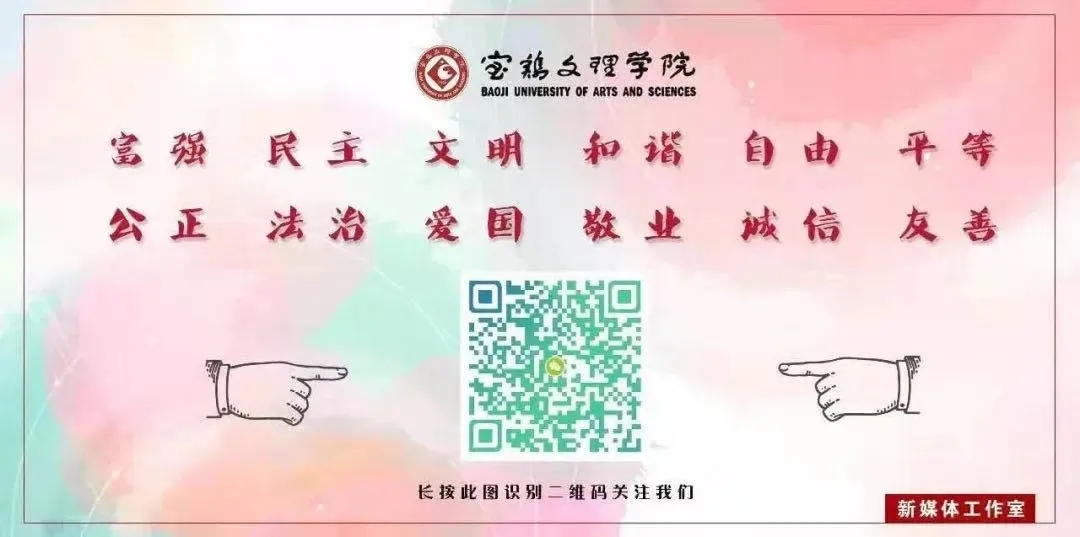 宝鸡文理学院
BAOJI UNIVERSITY OF ARTS AND SCIENCES
富强 民主 文明 和谐 自由 平等
公正 法治 爱国 敬业 诚信 友善
长按此图识别二维码关注我们
新媒体工作室